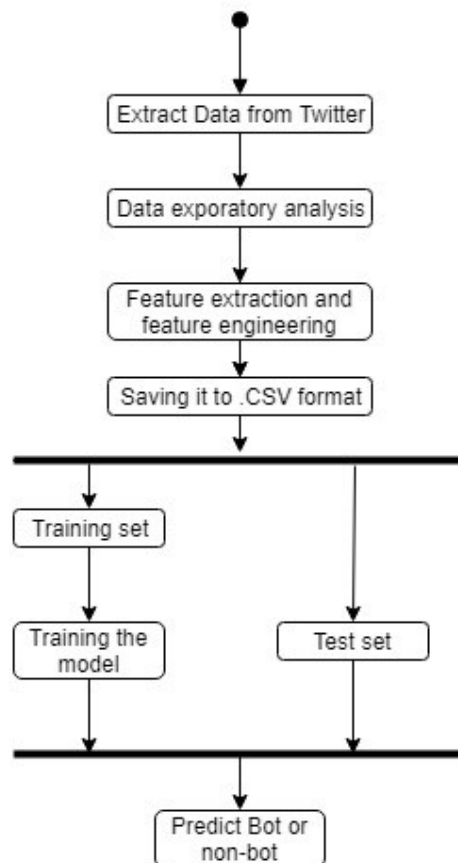 Extract Data from Twitter
Data exporatory analysis
Feature extraction and
feature engineering
Saving it to .CSV format
Training set
Training the
model
Test set
Predict Bot or
non-bot